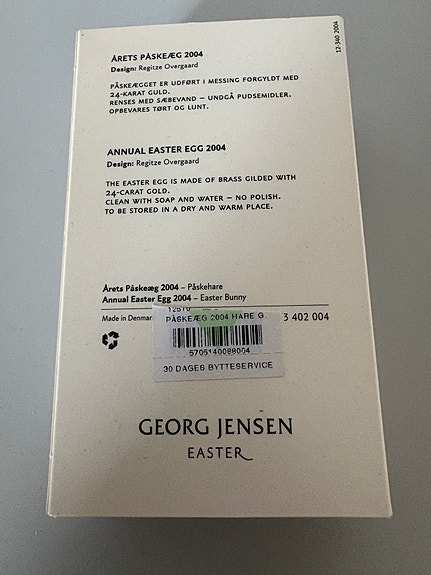 12-340 2004
ÅRETS PÅSKEÆG 2004
Design: Regitze Overgaard
PÅSKEÆGGET ER UDFØRT I MESSING FORGYLDT MED
24-KARAT GULD.
RENSES MED SÆBEVAND – UNDGÅ PUDSEMIDLER.
OPBEVARES TØRT OG LUNT.
ANNUAL EASTER EGG 2004
Design: Regitze Overgaard
THE EASTER EGG IS MADE OF BRASS GILDED WITH
24-CARAT GOLD.
CLEAN WITH SOAP AND WATER – NO POLISH.
TO BE STORED IN A DRY AND WARM PLACE.
Årets Påskeæg 2004 – Påskehare
Annual Easter Egg 2004 – Easter Bunny
Made in Denmar
3 402 004
PÅSKEÆG 2004 HARE G
5705140088004
30 DAGES BYTTESERVICE
GEORG JENSEN
EASTER